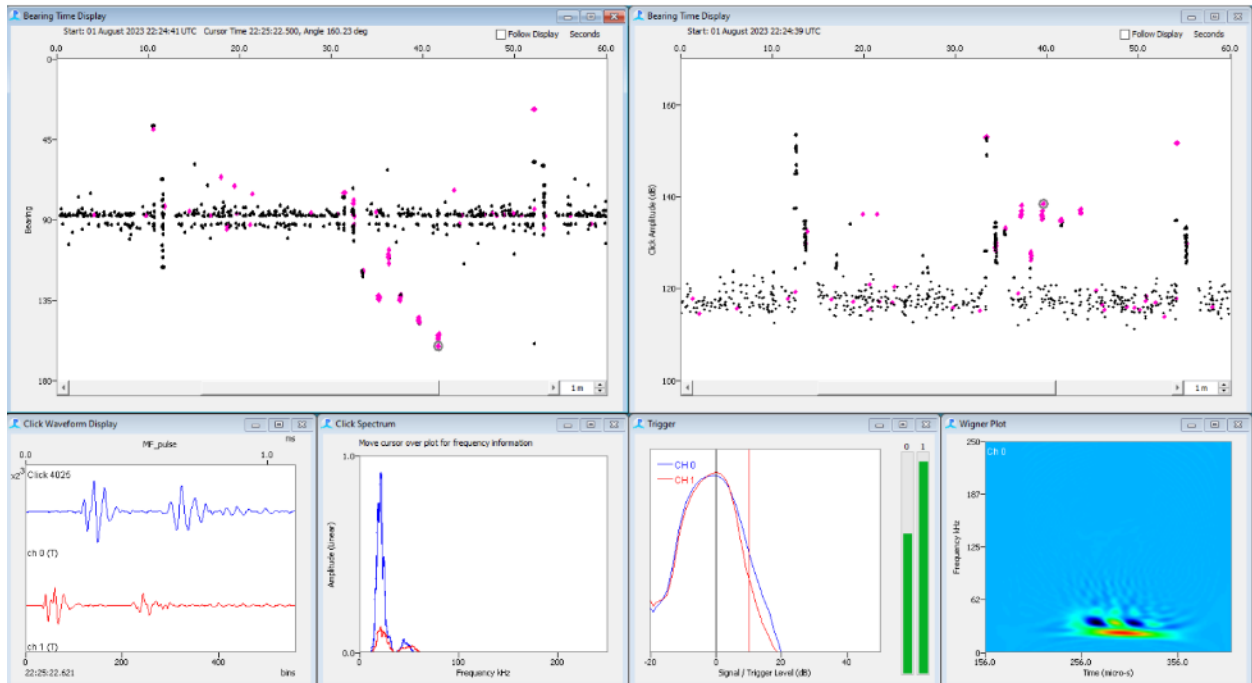 Bearing Time Display
Start: 01 August 2023 22:24:41 UTC Cursor Time 22:25:22.500, Angle 160.23 deg
Follow Display Seconds
0.0 10.0 20.0 30.0 40.0 50.0 60.0
0
45
90
135
180
Bearing
1 m
Bearing Time Display
Start: 01 August 2023 22:24:39 UTC
Follow Display Seconds
0.0 10.0 20.0 30.0 40.0 50.0 60.0
160
140
120
100
Click Amplitude (dB)
1 m
Click Waveform Display
MF_pulse
ms
0.0 1.0
x2^3
Click 4026
ch 0 (T)
ch 1 (T)
0 200 400
22:25:22.621 bins
Click Spectrum
Move cursor over plot for frequency information
1.0
Amplitude (Linear)
0.0
0 100 200
Frequency kHz
Trigger
CH 0
CH 1
0 1
-20 0 20 40
Signal / Trigger Level (dB)
Wigner Plot
Ch 0
250
187
125
62
0
Frequency kHz
156.0 256.0 356.0
Time (micro-s)